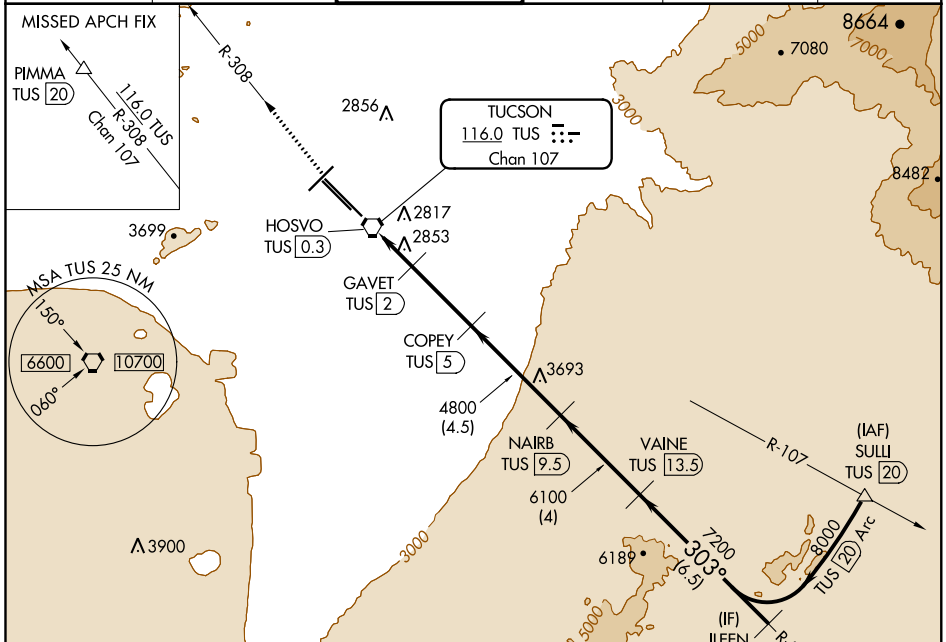 MISSED APCH FIX
PIMMA
TUS 20
116.0 TUS
R-308
Chan 107
R-308
2856
TUCSON
116.0 TUS
Chan 107
8664
7080
5000
7000
3000
8482
3699
HOSVO
TUS 0.3
2817
2853
GAVET
TUS 2
MSA TUS 25 NM
150°
6600
10700
060°
COPEY
TUS 5
3693
4800
(4.5)
NAIRB
TUS 9.5
VAINE
TUS 13.5
6100
(4)
R-107
(IAF)
SULLI
TUS 20
3900
3000
6189
7200
303°
(6.5)
8000
TUS 20 Arc
5000
(IF)